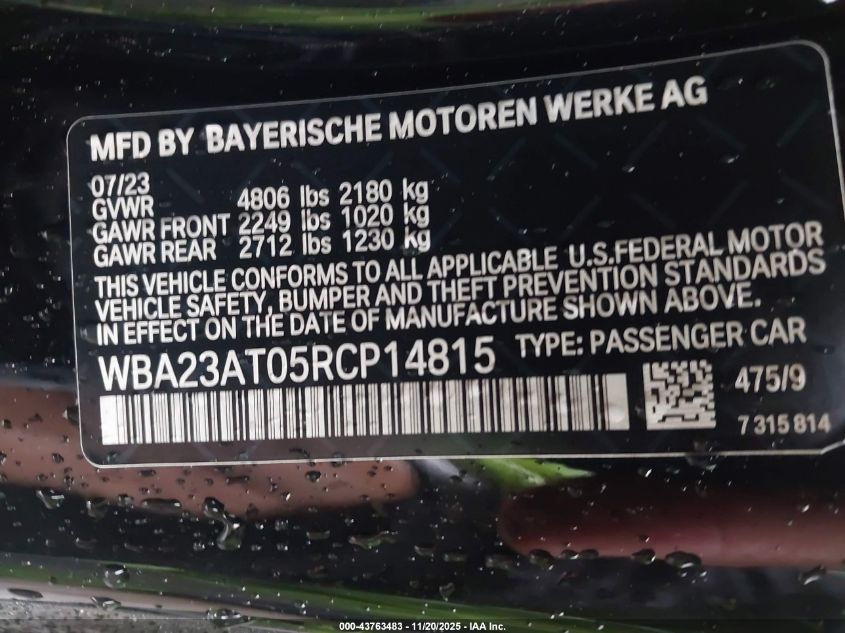 MFD BY BAYERISCHE MOTOREN WERKE AG
07/23
GVWR 4806 lbs 2180 kg
GAWR FRONT 2249 lbs 1020 kg
GAWR REAR 2712 lbs 1230 kg
THIS VEHICLE CONFORMS TO ALL APPLICABLE U.S.FEDERAL MOTOR
VEHICLE SAFETY, BUMPER AND THEFT PREVENTION STANDARDS
IN EFFECT ON THE DATE OF MANUFACTURE SHOWN ABOVE.
WBA23AT05RCP14815 TYPE: PASSENGER CAR
475/9
7 315 814
000-43763483 - 11/20/2025 - IAA Inc.